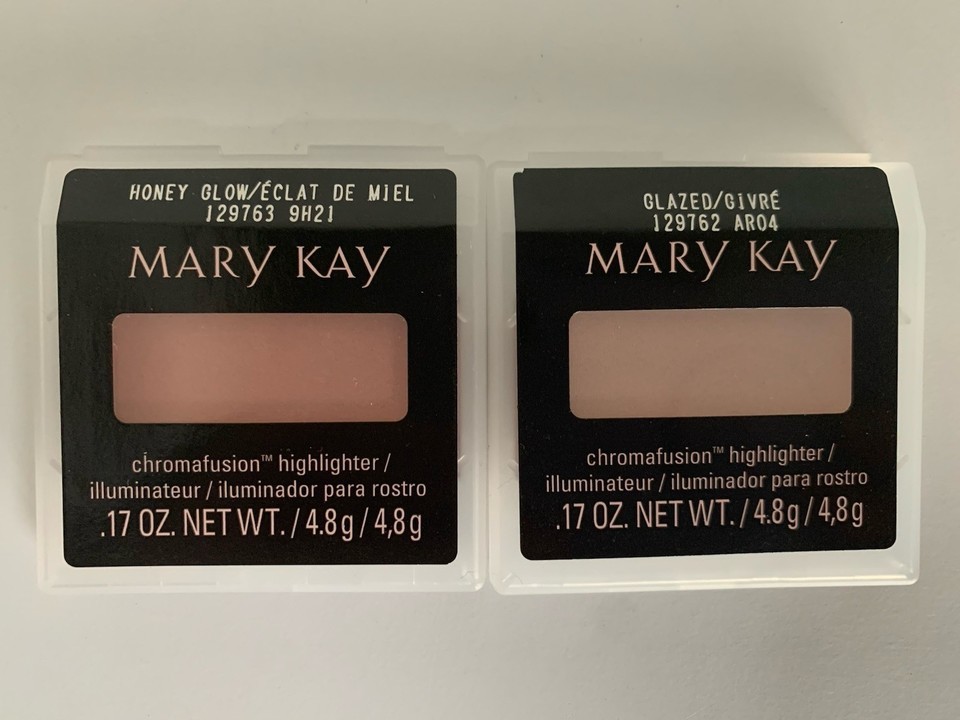 HONEY GLOW/ÉCLAT DE MIEL
129763 9H21
MARY KAY
chromafusion™ highlighter /
illuminateur / iluminador para rostro
.17 OZ. NET WT. / 4.8g / 4,8g
GLAZED/GIVRÉ
129762 AR04
MARY KAY
chromafusion™ highlighter /
illuminateur / iluminador para rostro
.17 OZ. NET WT. / 4.8g / 4,8g